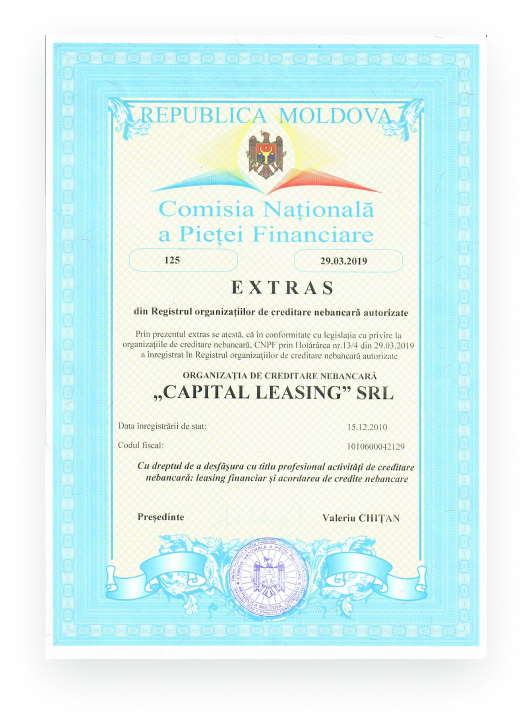 REPUBLICA MOLDOVA
Comisia Națională
a Pieței Financiare
125 29.03.2019
EXTRAS
din Registrul organizațiilor de creditare nebancară autorizate
Prin prezentul extras se atestă, că in conformitate cu legislația cu privire la
organizațiile de creditare nebancară, CNPF prin Hotărârea nr.13/4 din 29.03.2019
a înregistrat în Registrul organizațiilor de creditare nebancară autorizate
ORGANIZAȚIA DE CREDITARE NEBANCARĂ
„CAPITAL LEASING” SRL
Data înregistrării de stat: 15.12.2010
Codul fiscal: 1010600042129
Cu dreptul de a desfășura cu titlu profesional activități de creditare
nebancară: leasing financiar și acordarea de credite nebancare
Președinte Valeriu CHIȚAN